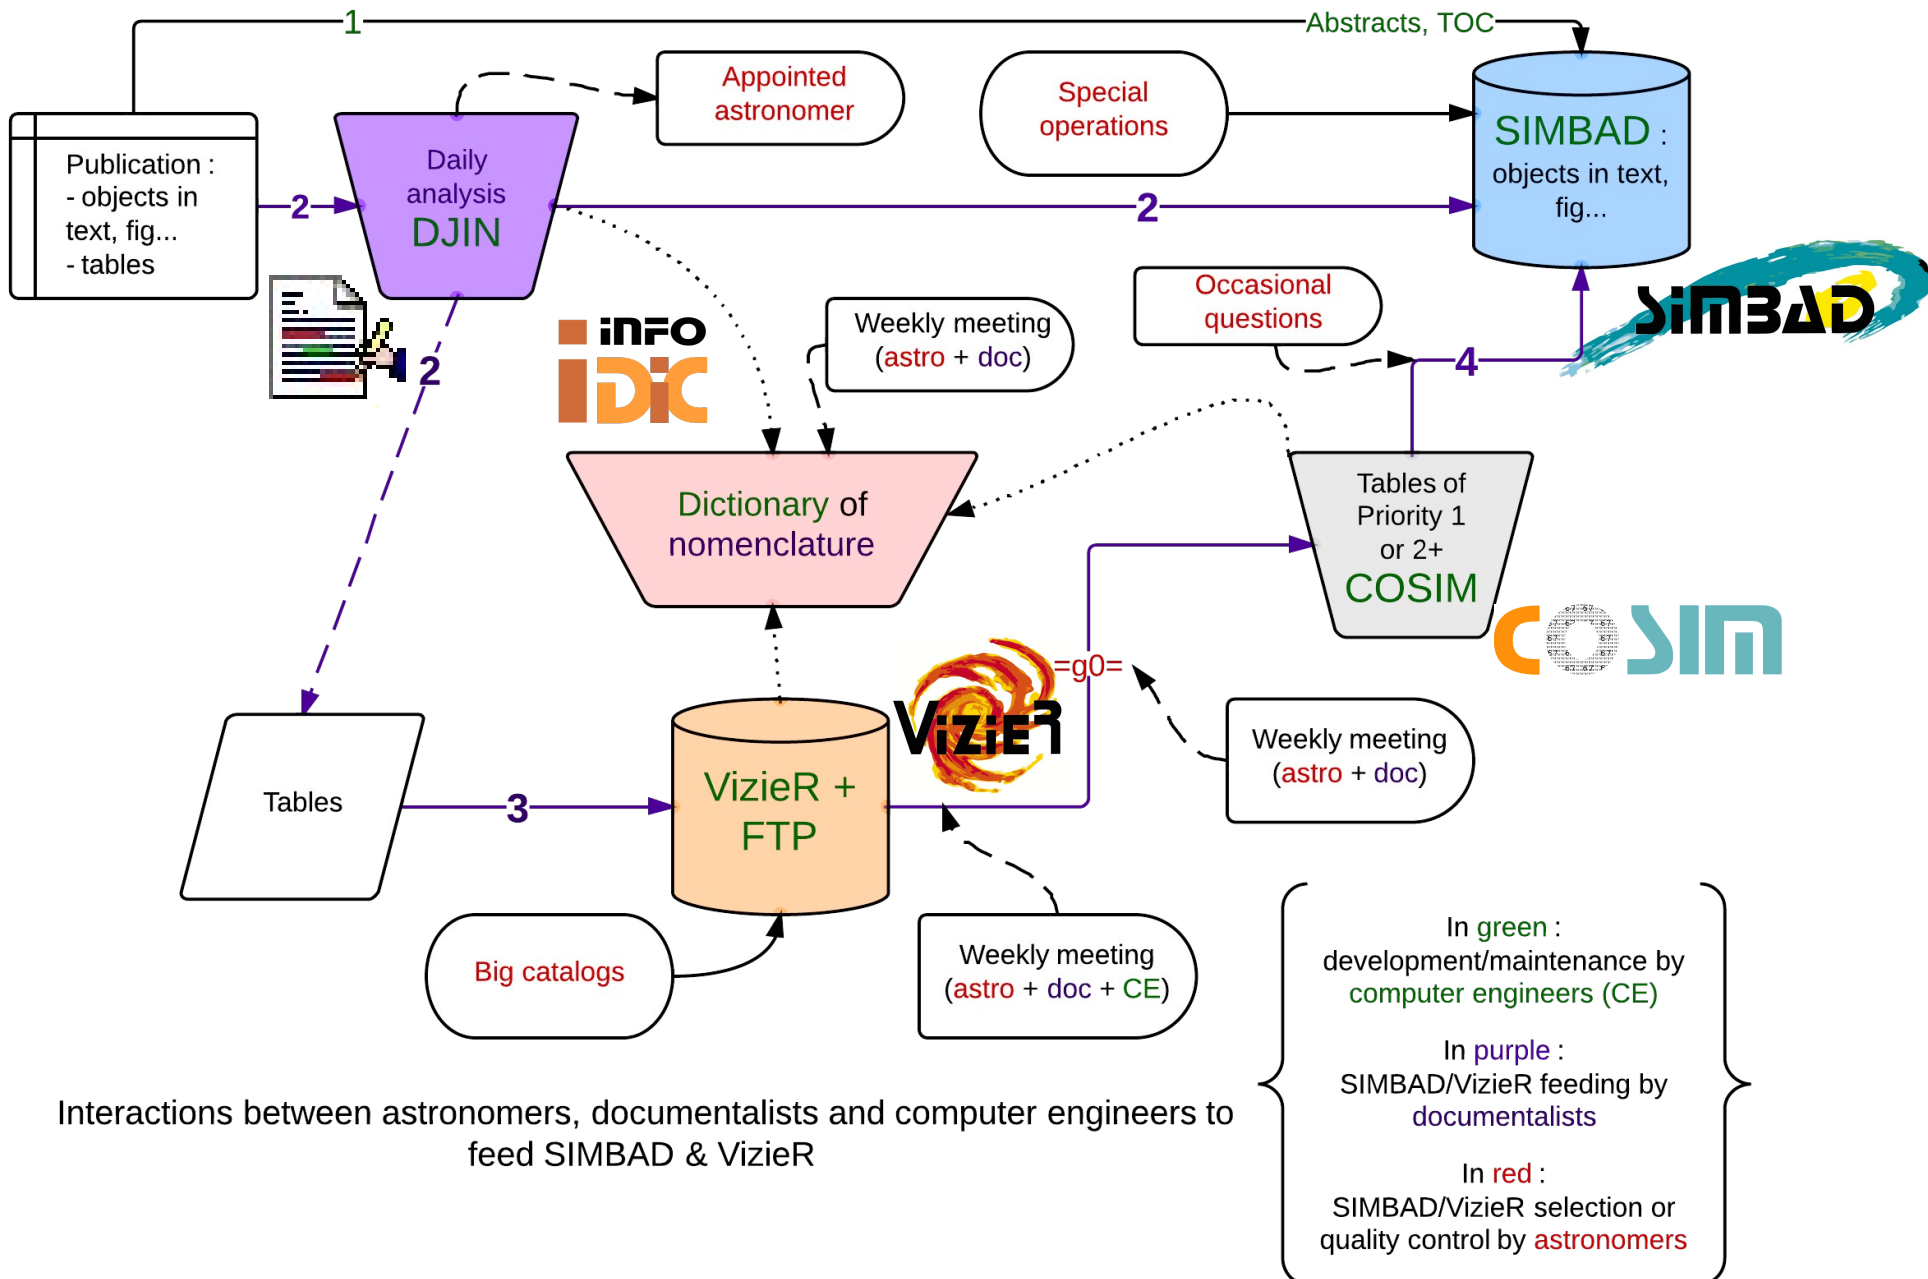 1
Abstracts, TOC
Appointed
astronomer
Special
operations
SIMBAD :
objects in text,
fig...
Publication :
- objects in
text, fig...
- tables
2
Daily
analysis
DJIN
2
Occasional
questions
SiMBAD
iNFO
DiC
Weekly meeting
(astro + doc)
2
4
Dictionary of
nomenclature
Tables of
Priority 1
or 2+
COSIM
COSIM
=g0=
ViZiER
Weekly meeting
(astro + doc)
Tables
3
VizieR +
FTP
Big catalogs
Weekly meeting
(astro + doc + CE)
In green :
development/maintenance by
computer engineers (CE)
In purple :
SIMBAD/VizieR feeding by
documentalists
In red :
SIMBAD/VizieR selection or
quality control by astronomers
Interactions between astronomers, documentalists and computer engineers to
feed SIMBAD & VizieR